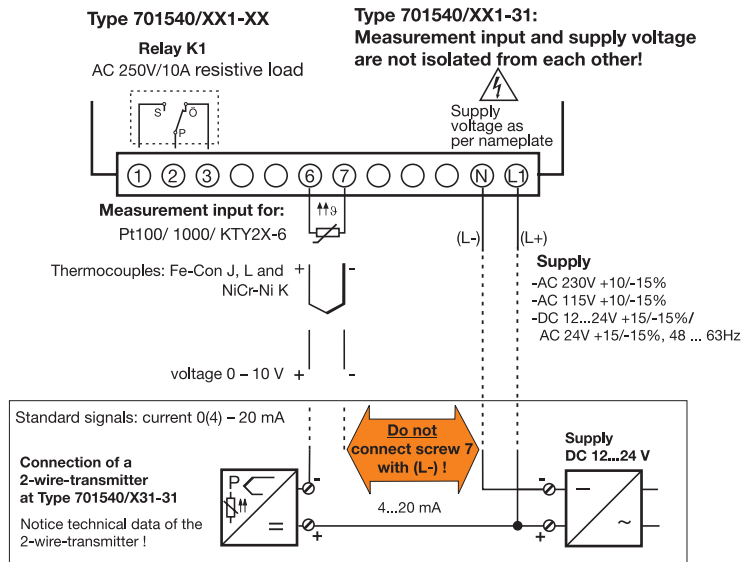 Type 701540/XX1-XX
Relay K1
AC 250V/10A resistive load
S Ö
P
Type 701540/XX1-31:
Measurement input and supply voltage
are not isolated from each other!
Supply
voltage as
per nameplate
1 2 3 6 7 N L1
Measurement input for:
Pt100/ 1000/ KTY2X-6
ϑ
(L-) (L+)
Thermocouples: Fe-Con J, L and + -
NiCr-Ni K
Supply
-AC 230V +10/-15%
-AC 115V +10/-15%
-DC 12...24V +15/-15%/
AC 24V +15/-15%, 48 ... 63Hz
voltage 0 – 10 V + -
Standard signals: current 0(4) – 20 mA
Do not
connect screw 7
with (L-) !
Supply
DC 12...24 V
Connection of a
2-wire-transmitter
at Type 701540/X31-31
Notice technical data of the
2-wire-transmitter !
P
=
-
+
4...20 mA
-
+
–
~